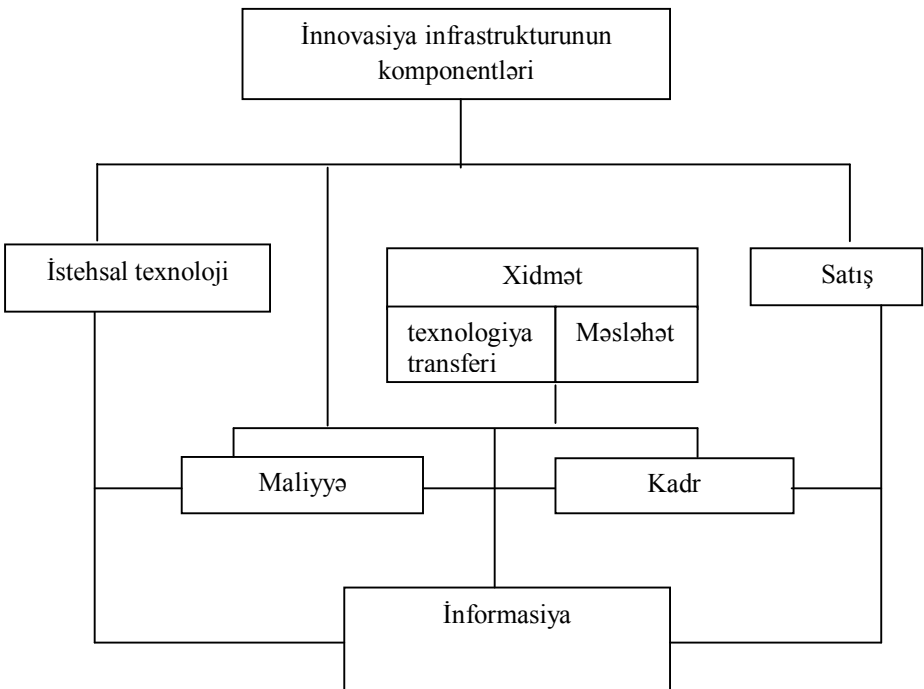 İnnovasiya infrastrukturunun
komponentləri
İstehsal texnoloji
Xidmət
Satış
texnologiya
transferi
Məsləhət
Maliyyə
Kadr
İnformasiya